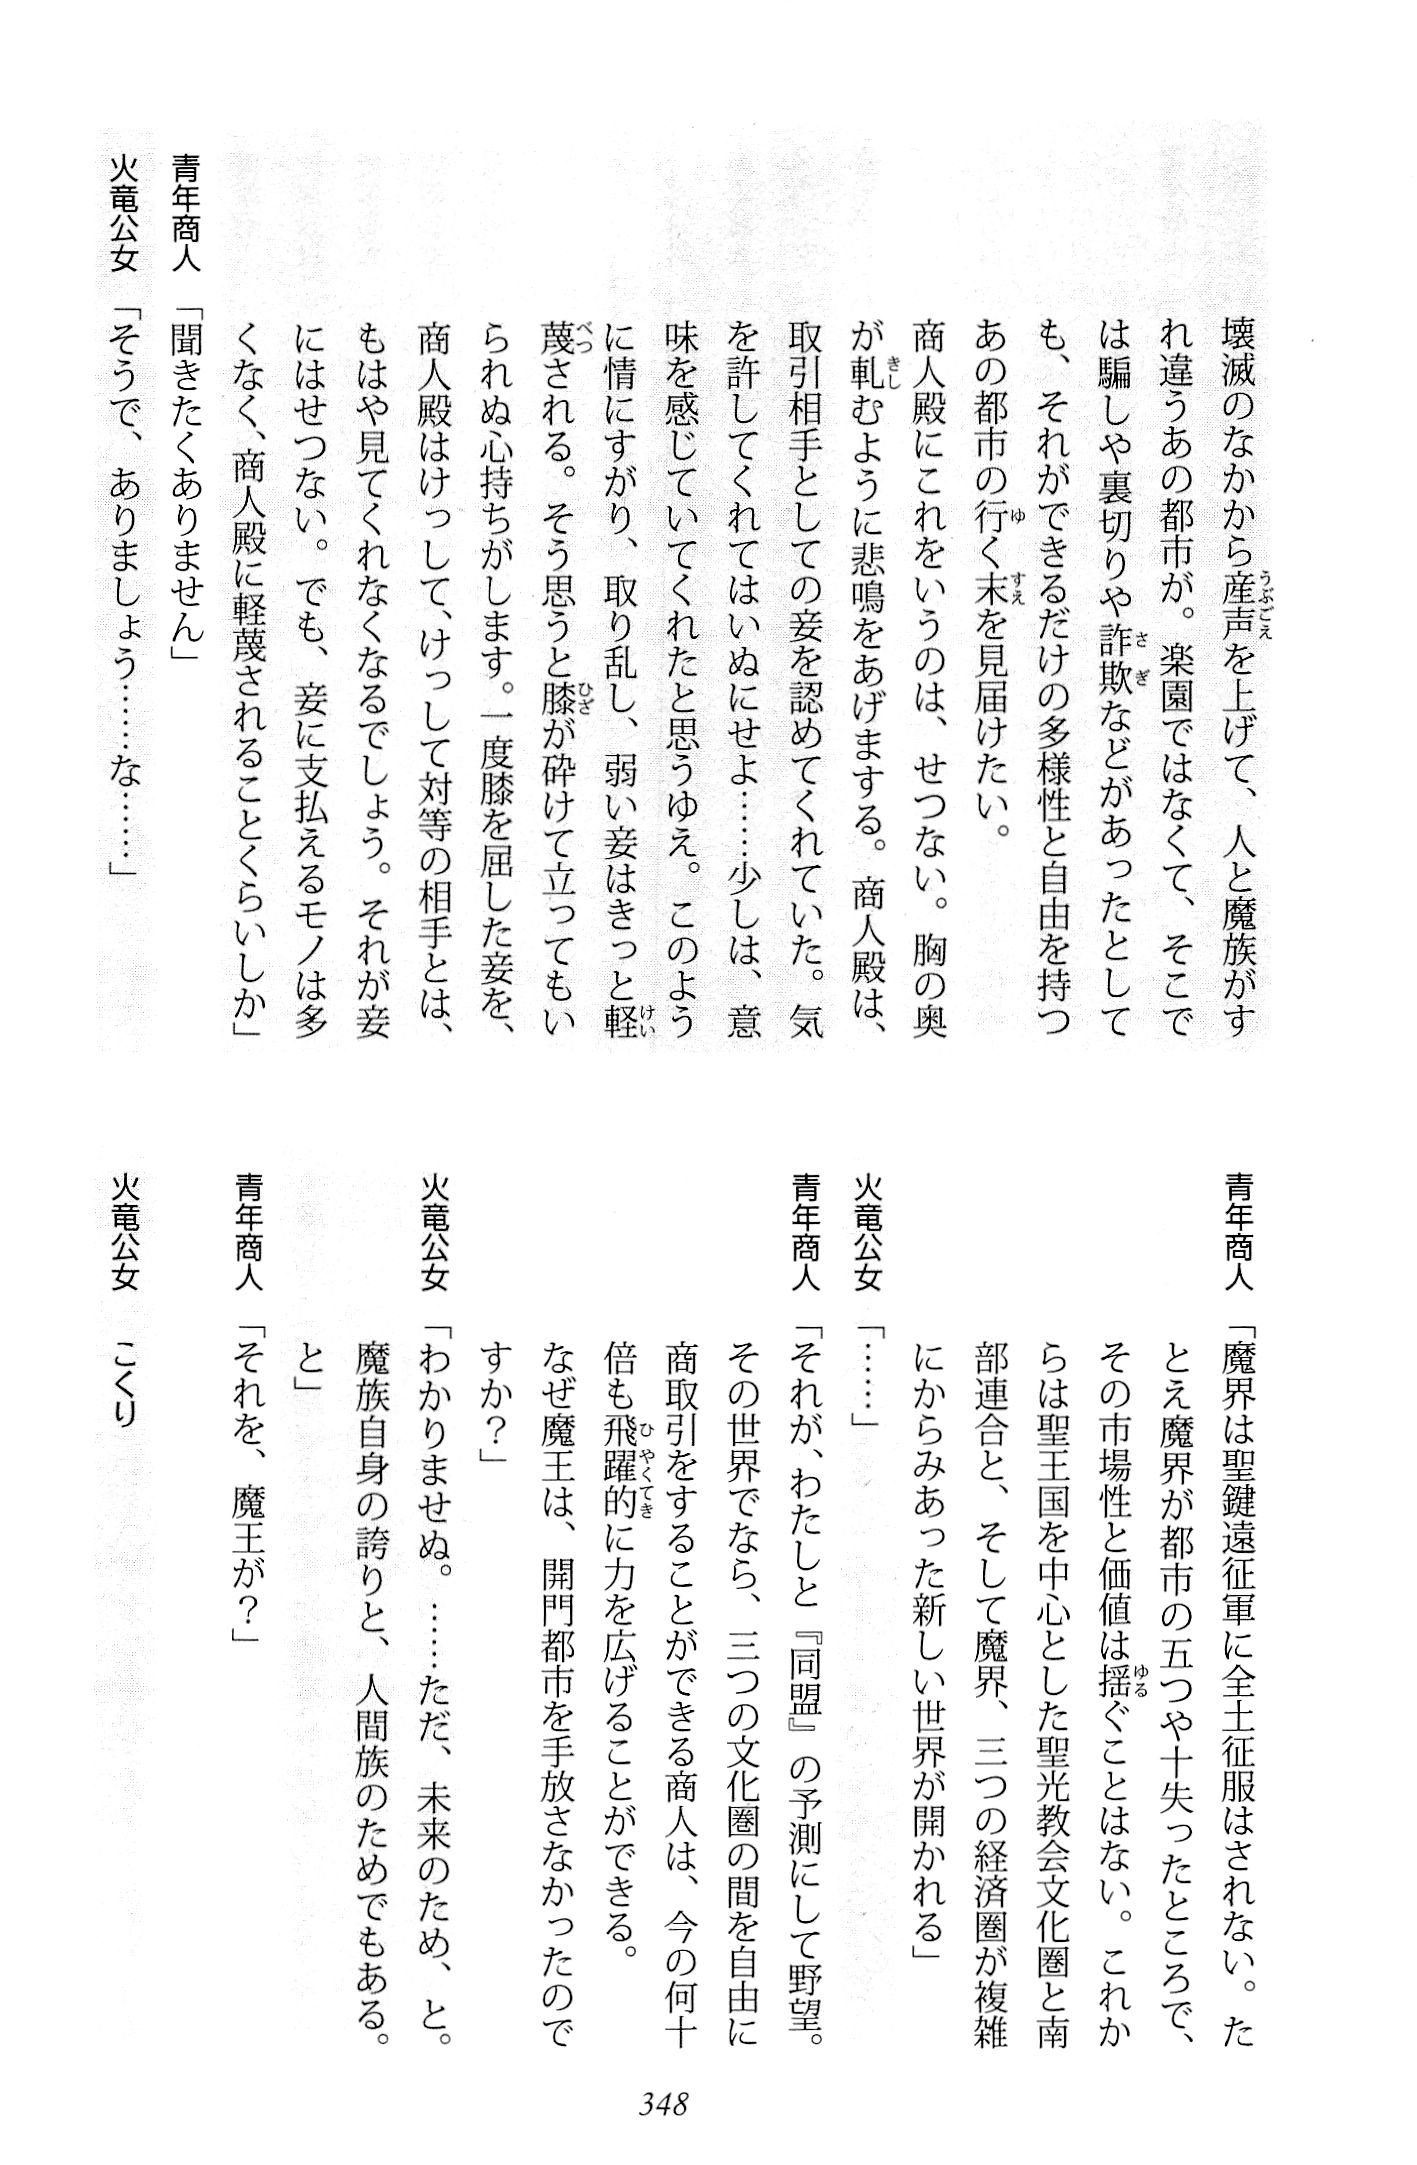 壊滅のなかから産声を上げて、人と魔族がす
れ違うあの都市が。楽園ではなくて、そこで
は騙しや裏切りや詐欺などがあったとして
も、それができるだけの多様性と自由を持つ
あの都市の行く末を見届けたい。
商人殿にこれをいうのは、せつない。胸の奥
が軋むように悲鳴をあげまする。商人殿は、
取引相手としての妾を認めてくれていた。気
を許してくれてはいぬにせよ……少しは、意
味を感じていてくれたと思うゆえ。このよう
に情にすがり、取り乱し、弱い妾はきっと軽
蔑される。そう思うと膝が砕けて立ってもい
られぬ心持ちがします。一度膝を屈した妾を、
商人殿はけっして、けっして対等の相手とは、
もはや見てくれなくなるでしょう。それが妾
にはせつない。でも、妾に支払えるモノは多
くなく、商人殿に軽蔑されることくらいしか」
青年商人「聞きたくありません」
火竜公女「そうで、ありましょう……な……」
青年商人「魔界は聖鍵遠征軍に全土征服はされない。た
とえ魔界が都市の五つや十失ったところで、
その市場性と価値は揺ぐことはない。これか
らは聖王国を中心とした聖光教会文化圏と南
部連合と、そして魔界、三つの経済圏が複雑
にからみあった新しい世界が開かれる」
火竜公女「……」
青年商人「それが、わたしと『同盟』の予測にして野望。
その世界でなら、三つの文化圏の間を自由に
商取引をすることができる商人は、今の何十
倍も飛躍的に力を広げることができる。
なぜ魔王は、開門都市を手放さなかったので
すか？」
火竜公女「わかりませぬ。……ただ、未来のため、と。
魔族自身の誇りと、人間族のためでもある。
と」
青年商人「それを、魔王が？」
火竜公女　こくり
348